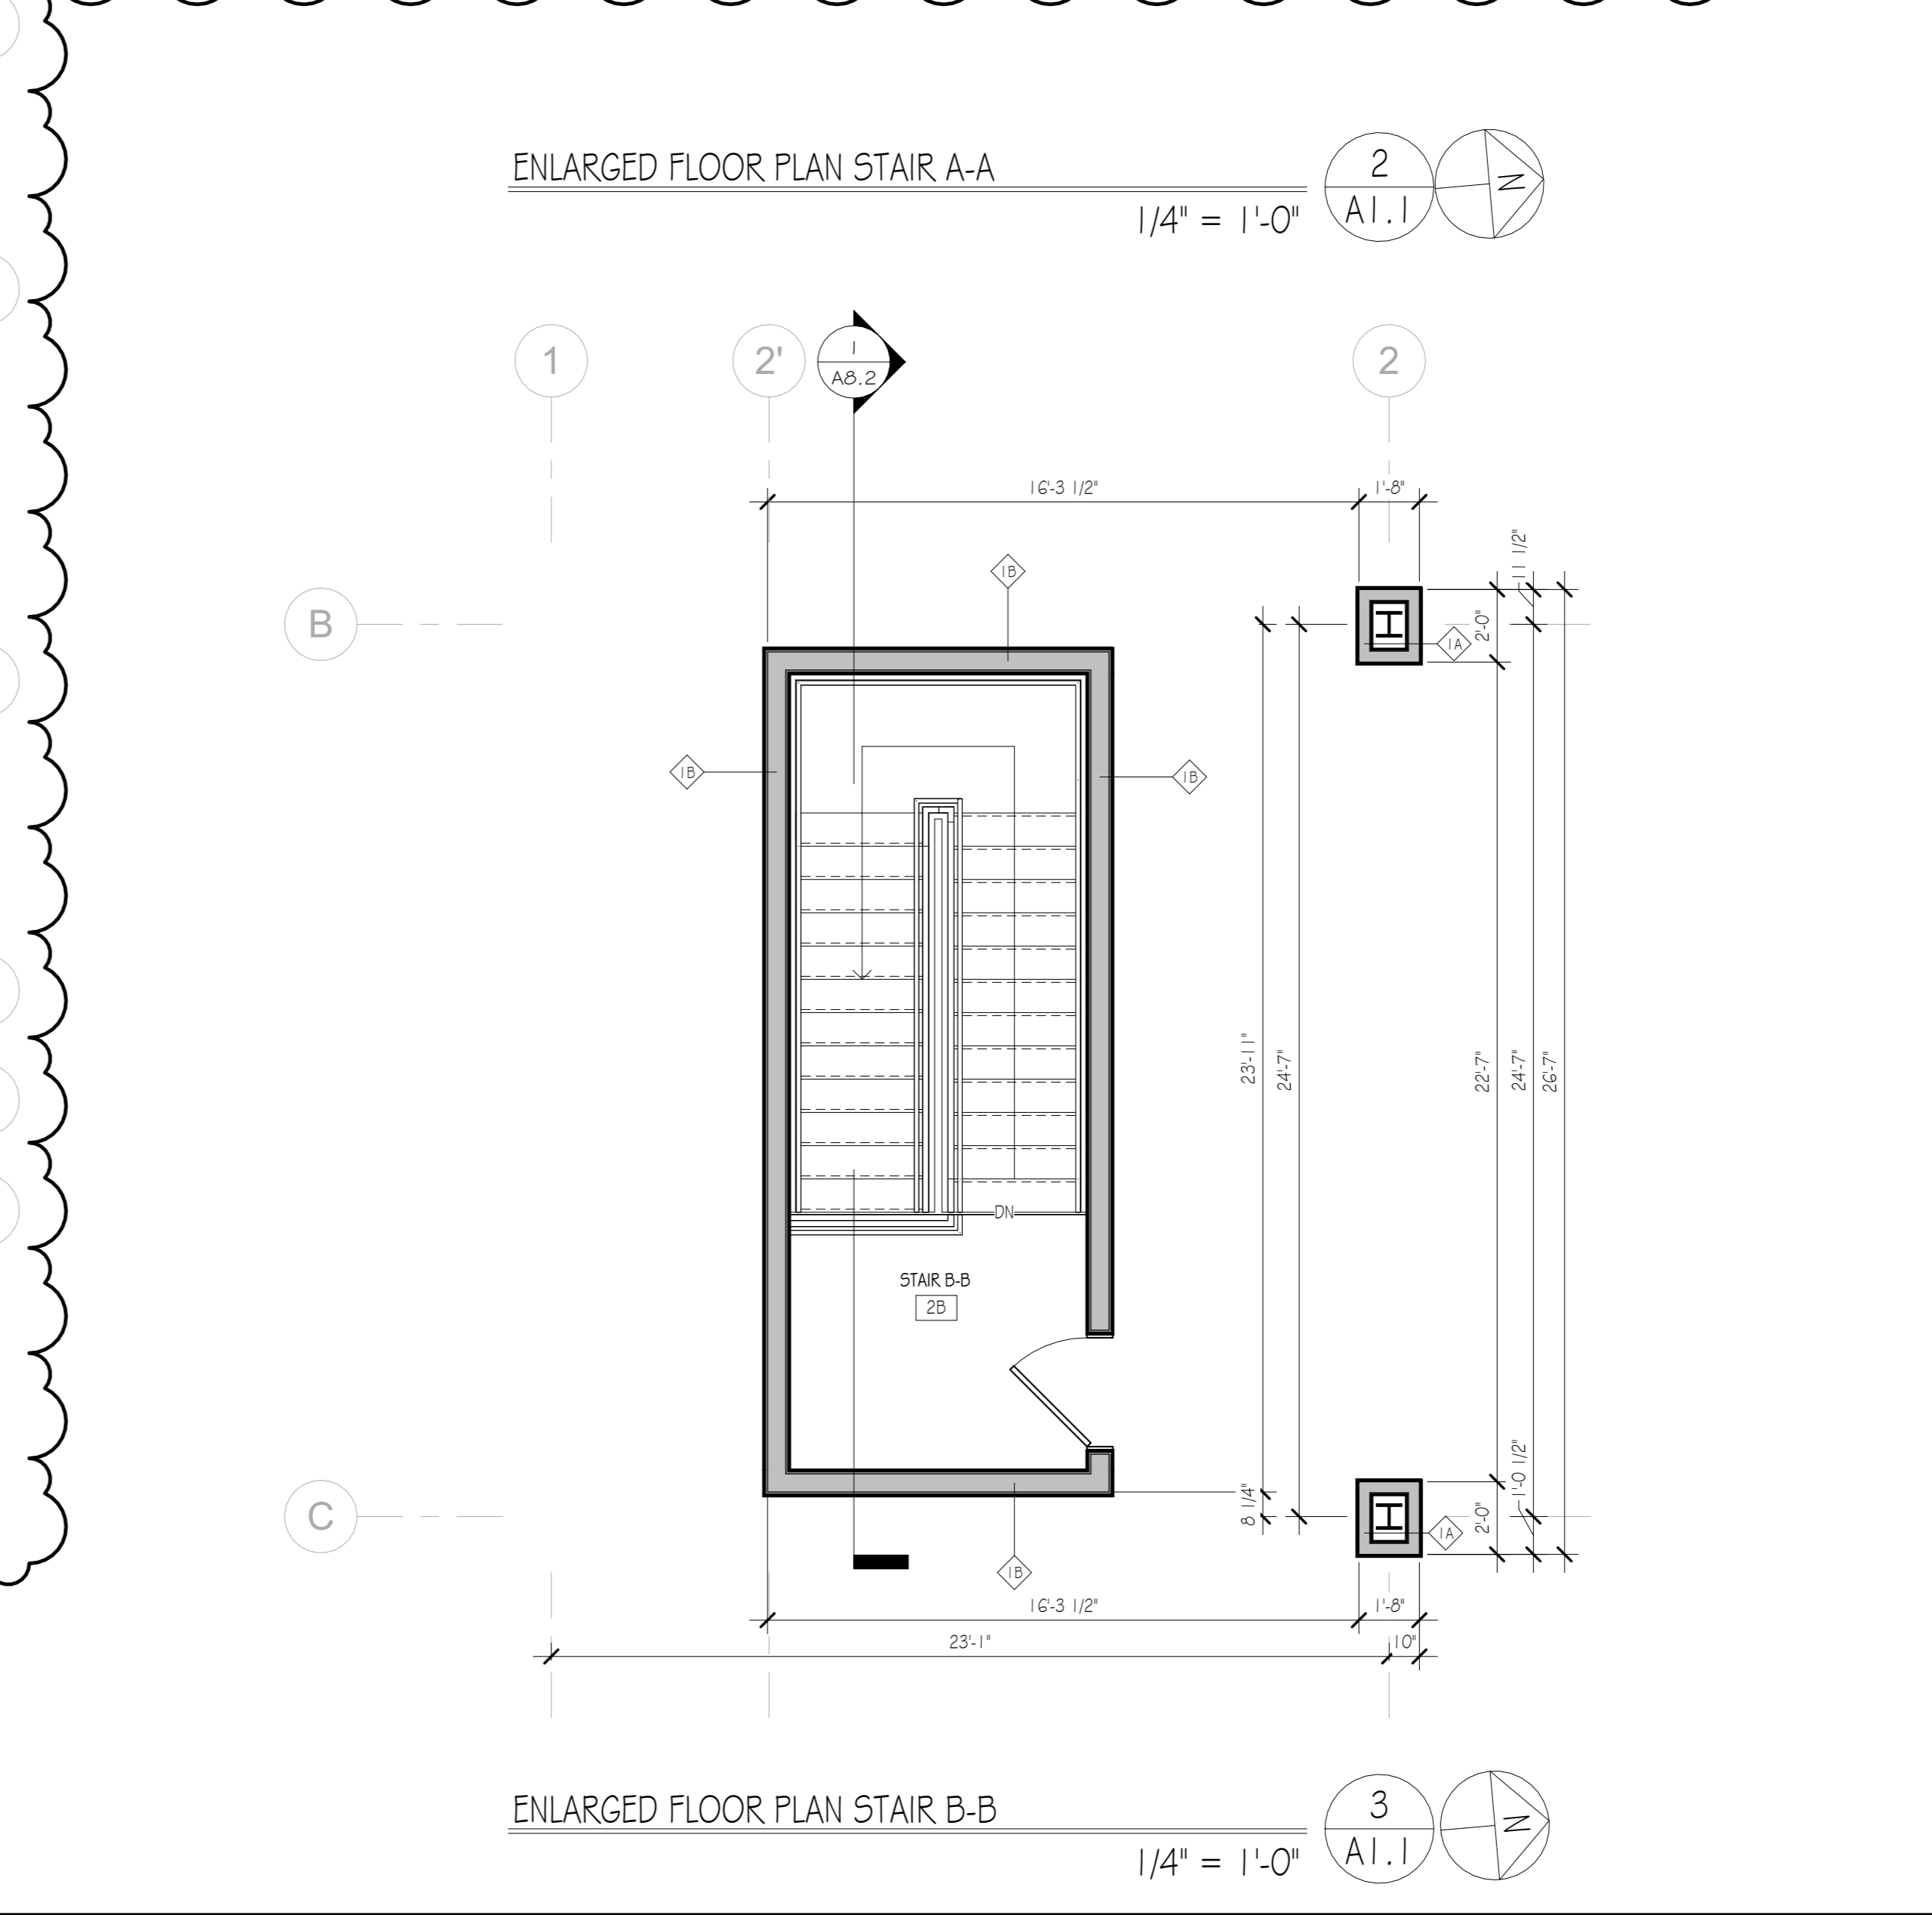 ENLARGED FLOOR PLAN STAIR A-A
1/4" = 1'-0"
2
A1.1
N
1
2'
1
A8.2
2
16'-3 1/2"
1'-8"
11 1/2"
1B
B
2'-0"
1A
1B
1B
23'-11"
24'-7"
22'-7"
24'-7"
26'-7"
DN
STAIR B-B
2B
C
8 1/4"
1'-0 1/2"
2'-0"
1A
1B
16'-3 1/2"
1'-8"
23'-1"
10"
ENLARGED FLOOR PLAN STAIR B-B
1/4" = 1'-0"
3
A1.1
N